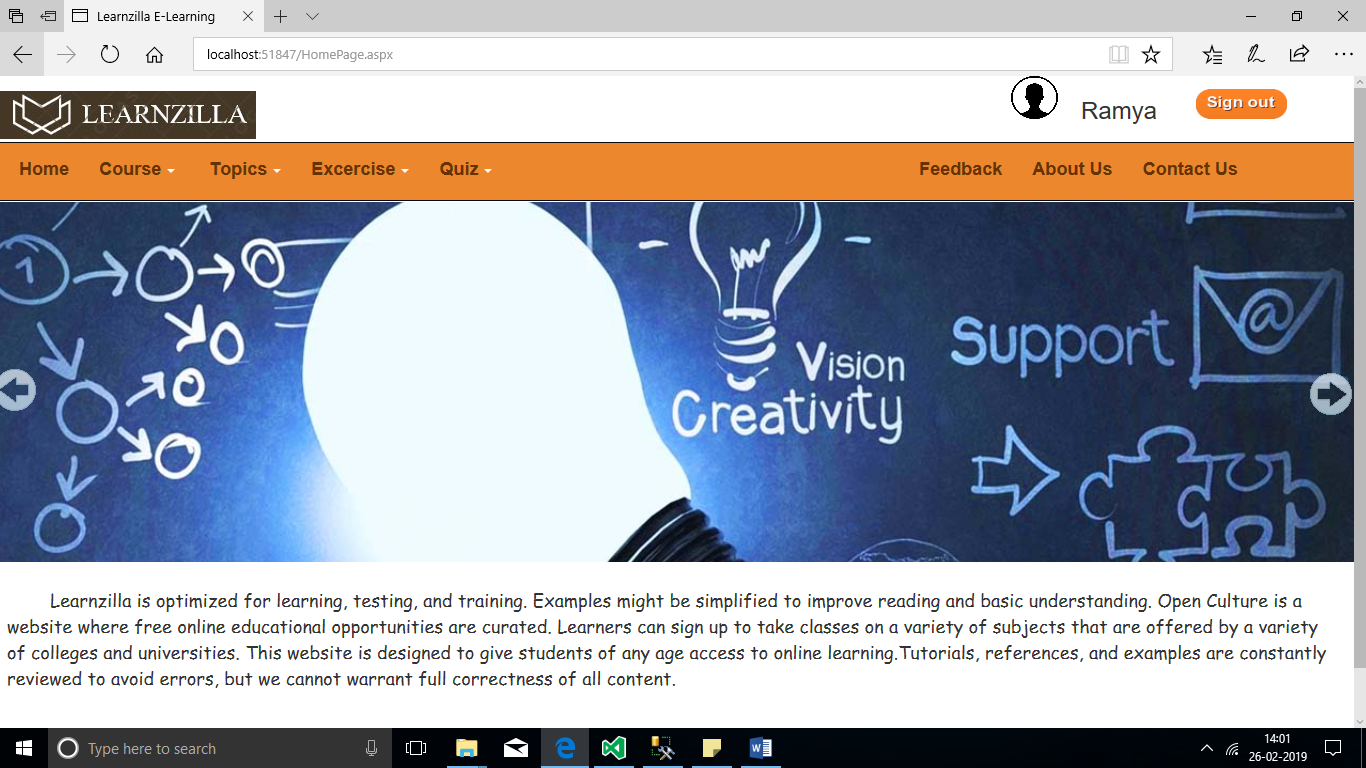 Learnzilla E-Learning
localhost:51847/HomePage.aspx
LEARNZILLA
Ramya
Sign out
Home Course Topics Excercise Quiz Feedback About Us Contact Us
1
Vision
Creativity
Support
@
Learnzilla is optimized for learning, testing, and training. Examples might be simplified to improve reading and basic understanding. Open Culture is a
website where free online educational opportunities are curated. Learners can sign up to take classes on a variety of subjects that are offered by a variety
of colleges and universities. This website is designed to give students of any age access to online learning.Tutorials, references, and examples are constantly
reviewed to avoid errors, but we cannot warrant full correctness of all content.
Type here to search
14:01
26-02-2019